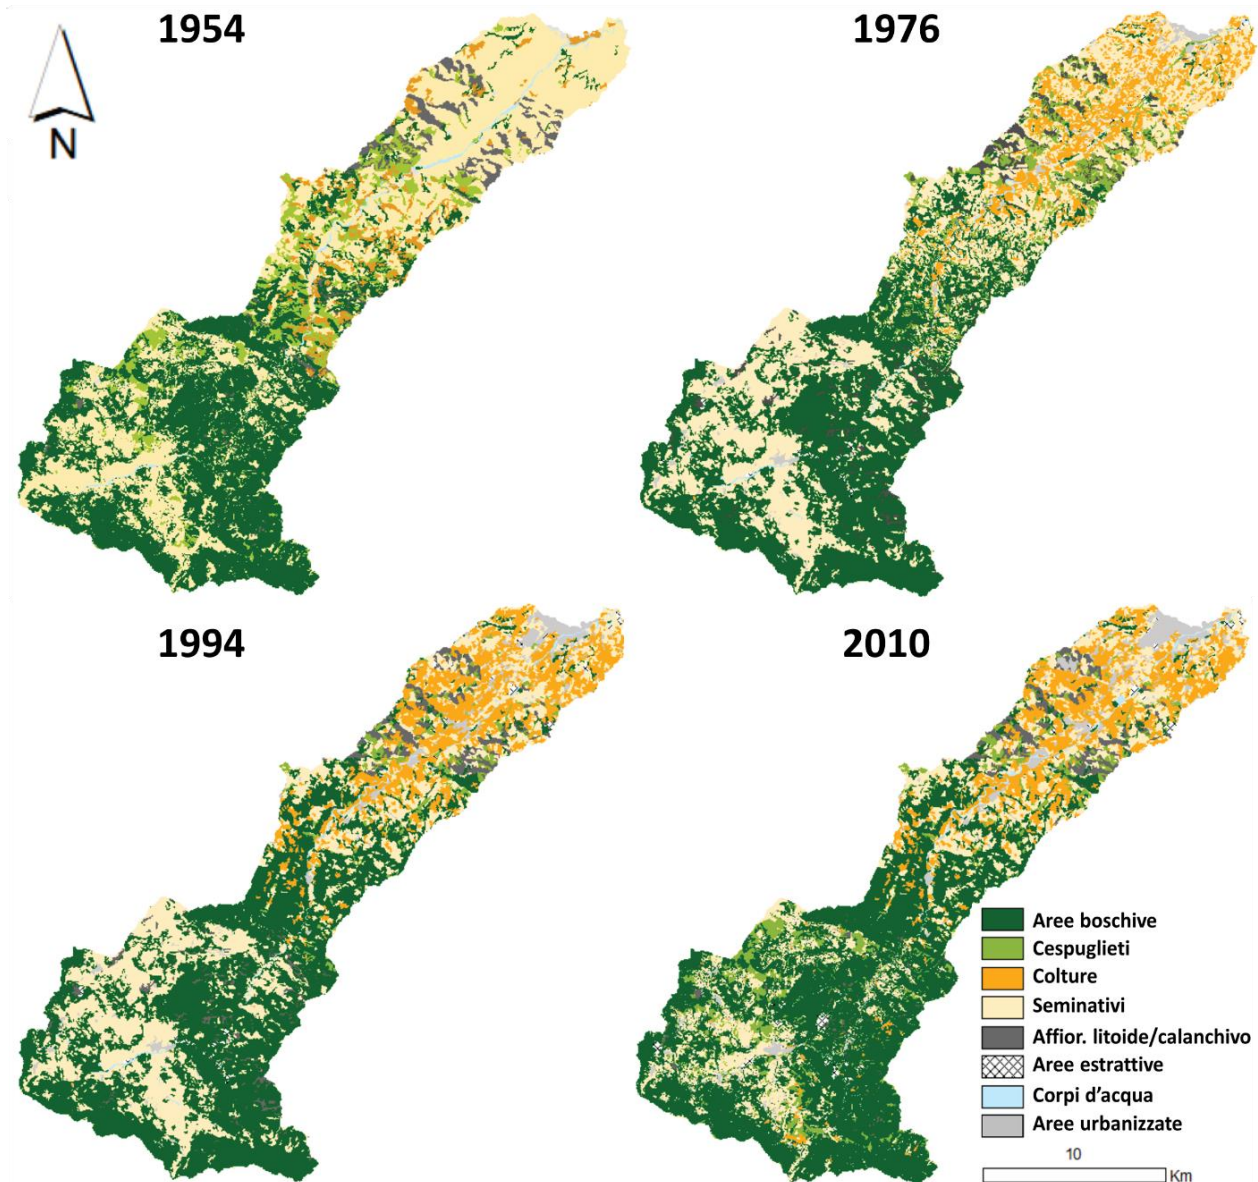 1954
1976
N
1994
2010
Aree boschive
Cespuglieti
Colture
Seminativi
Affior. litoide/calanchivo
Aree estrattive
Corpi d'acqua
Aree urbanizzate
10
Km